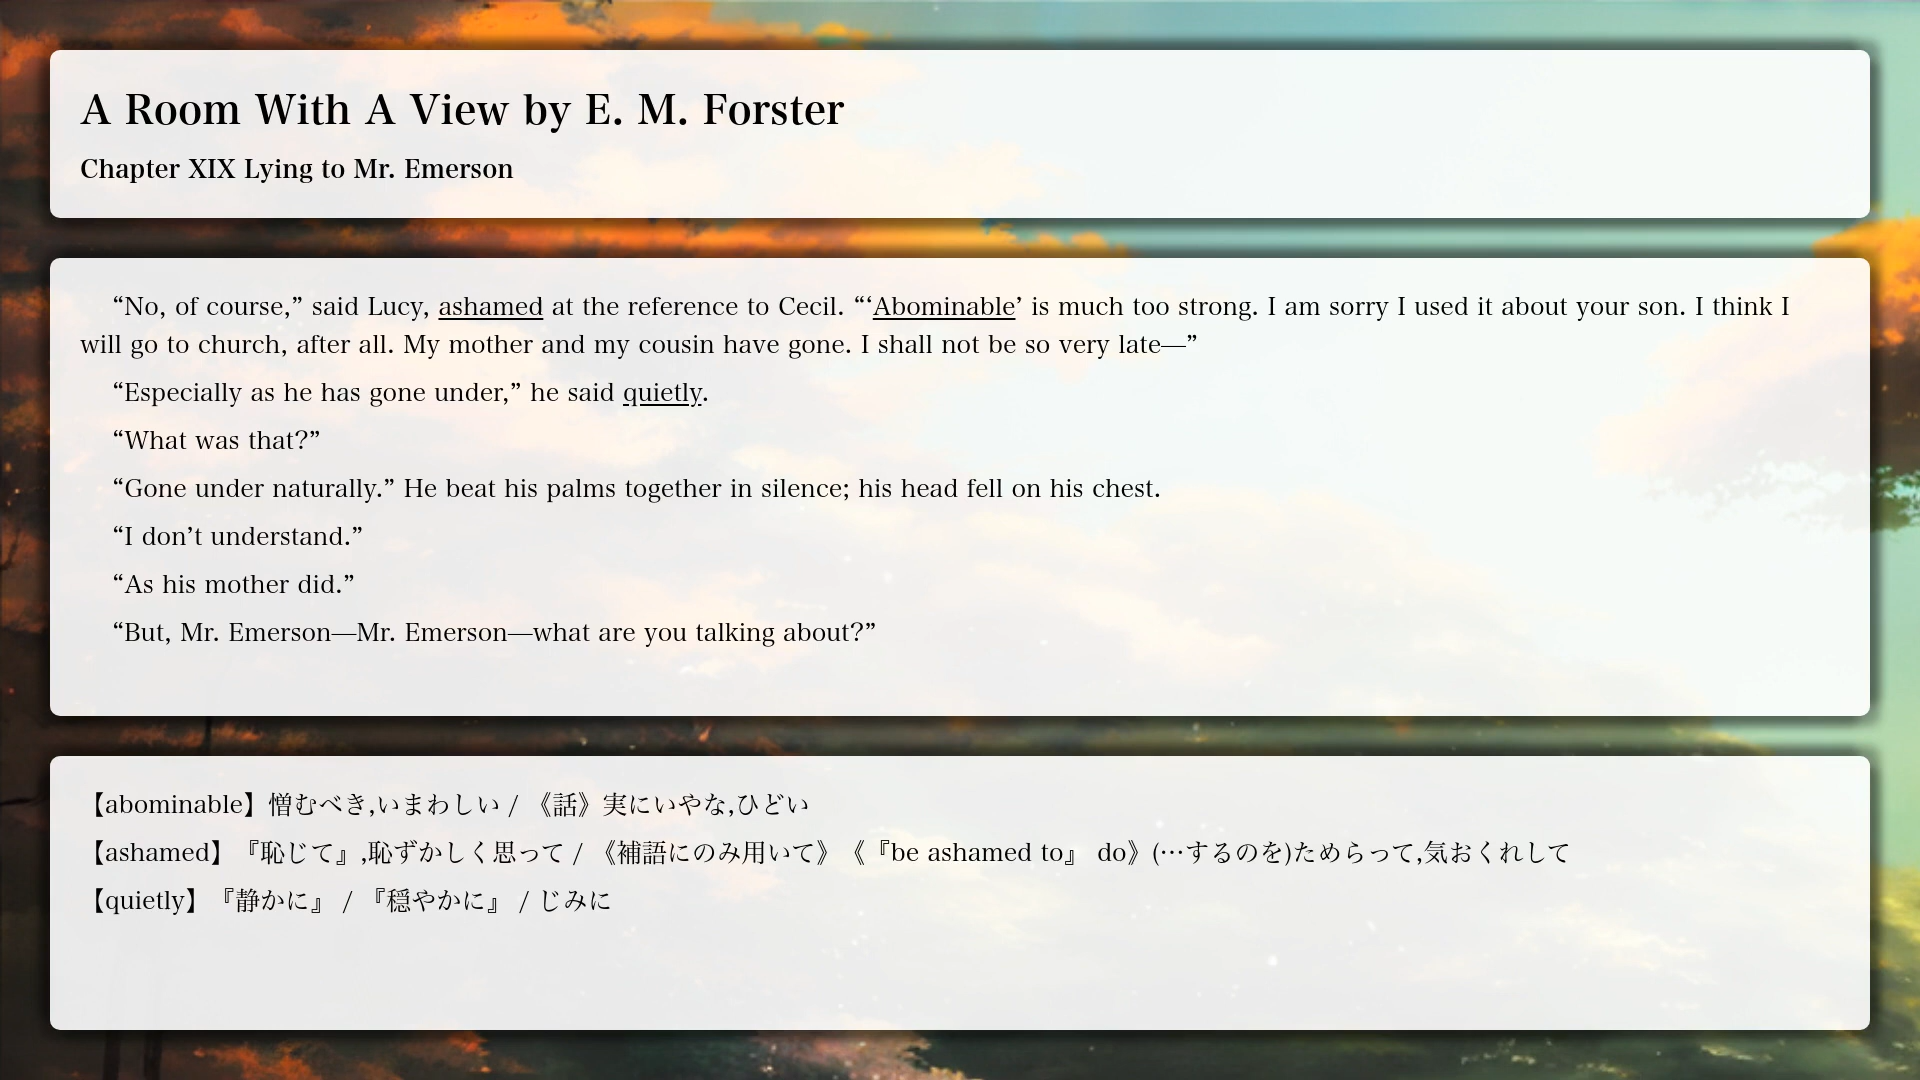 A Room With A View by E. M. Forster
Chapter XIX Lying to Mr. Emerson
“No, of course,” said Lucy, ashamed at the reference to Cecil. “‘Abominable’ is much too strong. I am sorry I used it about your son. I think I
will go to church, after all. My mother and my cousin have gone. I shall not be so very late—”
“Especially as he has gone under,” he said quietly.
“What was that?”
“Gone under naturally.” He beat his palms together in silence; his head fell on his chest.
“I don’t understand.”
“As his mother did.”
“But, Mr. Emerson—Mr. Emerson—what are you talking about?”
【abominable】憎むべき,いまわしい / 《話》実にいやな,ひどい
【ashamed】『恥じて』,恥ずかしく思って / 《補語にのみ用いて》《『be ashamed to』 do》(…するのを)ためらって,気おくれして
【quietly】『静かに』 / 『穏やかに』 / じみに